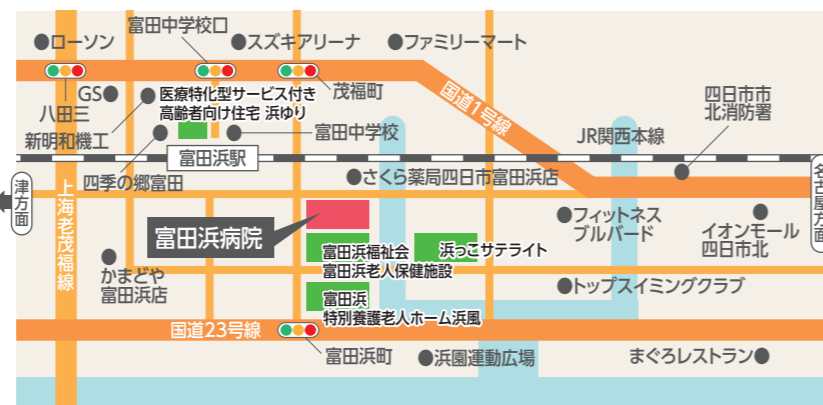 富田中学校口
ローソン
スズキアリーナ
ファミリーマート
八田三
GS
医療特化型サービス付き
高齢者向け住宅 浜ゆり
茂福町
国道1号線
四日市市
北消防署
新明和機工
富田中学校
JR関西本線
富田浜駅
四季の郷富田
さくら薬局四日市富田浜店
津方面
名古屋方面
上海老茂福線
富田浜病院
フィットネス
ブルバード
イオンモール
四日市北
富田浜福祉会
富田浜老人保健施設
浜っこサテライト
かまどや
富田浜店
トップスイミングクラブ
富田浜
特別養護老人ホーム浜風
国道23号線
富田浜町
浜園運動広場
まぐろレストラン